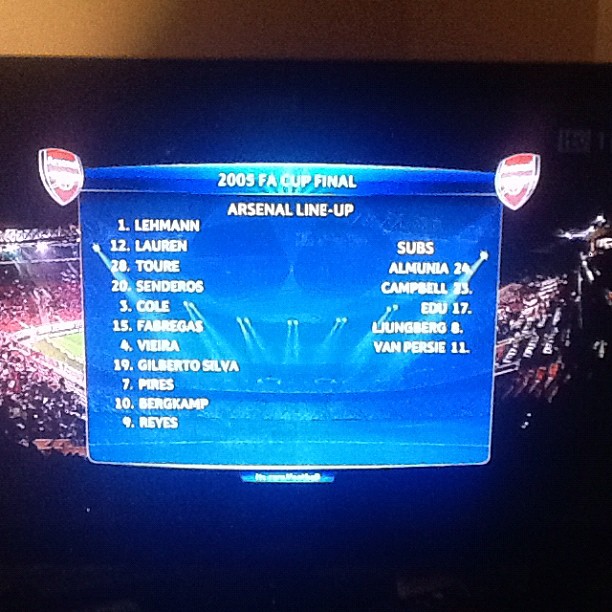 2005 FA CUP FINAL
ARSENAL LINE-UP
1. LEHMANN
12. LAUREN
28. TOURE
20. SENDEROS
3. COLE
15. FABREGAS
4. VIEIRA
19. GILBERTO SILVA
7. PIRES
10. BERGKAMP
9. REYES
SUBS
ALMUNIA 24.
CAMPBELL 23.
EDU 17.
LJUNGBERG 8.
VAN PERSIE 11.
Arsenal
Arsenal